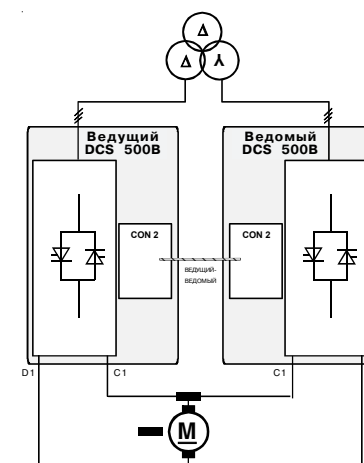 Δ
Δ
Y
Ведущий
DCS 500B
Ведомый
DCS 500B
CON 2
CON 2
ВЕДУЩИЙ-
ВЕДОМЫЙ
D1
C1
C1
M